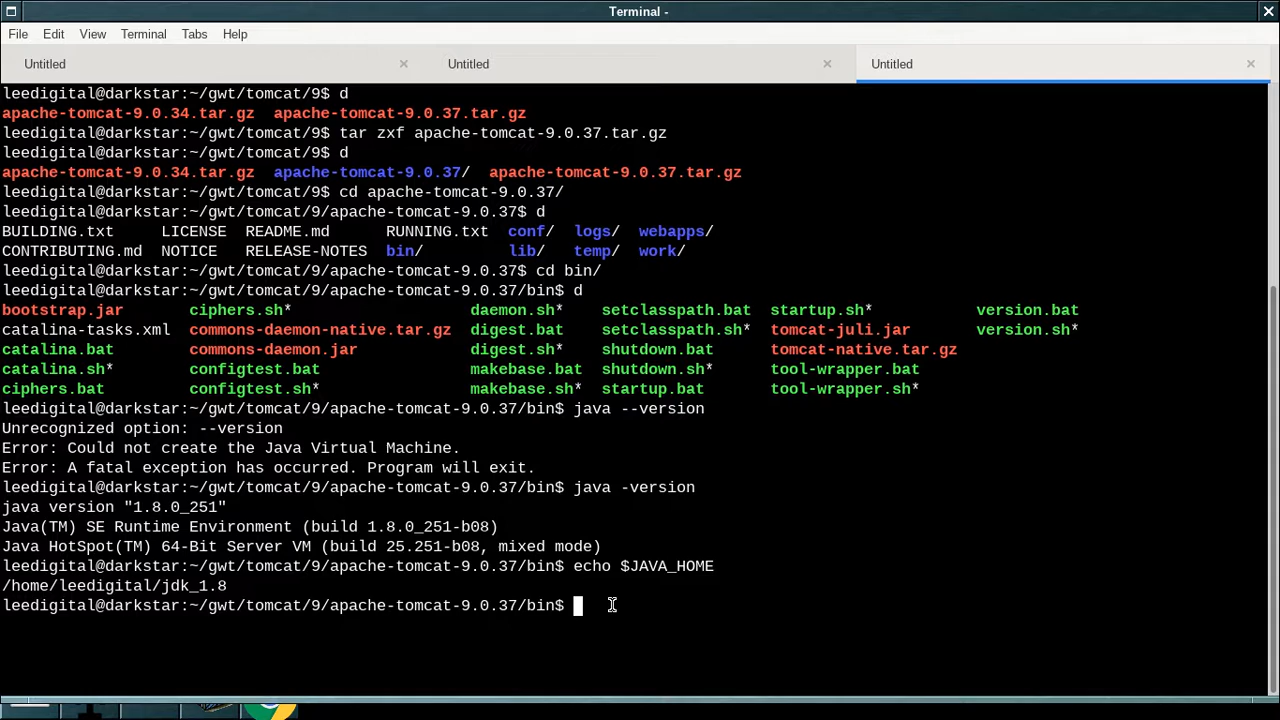 Terminal -
File Edit View Terminal Tabs Help
Untitled Untitled Untitled
leedigital@darkstar:~/gwt/tomcat/9$ d
apache-tomcat-9.0.34.tar.gz  apache-tomcat-9.0.37.tar.gz
leedigital@darkstar:~/gwt/tomcat/9$ tar zxf apache-tomcat-9.0.37.tar.gz
leedigital@darkstar:~/gwt/tomcat/9$ d
apache-tomcat-9.0.34.tar.gz  apache-tomcat-9.0.37/  apache-tomcat-9.0.37.tar.gz
leedigital@darkstar:~/gwt/tomcat/9$ cd apache-tomcat-9.0.37/
leedigital@darkstar:~/gwt/tomcat/9/apache-tomcat-9.0.37$ d
BUILDING.txt     LICENSE  README.md      RUNNING.txt  conf/  logs/  webapps/
CONTRIBUTING.md  NOTICE   RELEASE-NOTES  bin/         lib/   temp/  work/
leedigital@darkstar:~/gwt/tomcat/9/apache-tomcat-9.0.37$ cd bin/
leedigital@darkstar:~/gwt/tomcat/9/apache-tomcat-9.0.37/bin$ d
bootstrap.jar       ciphers.sh*                   daemon.sh*    setclasspath.bat  startup.sh*           version.bat
catalina-tasks.xml  commons-daemon-native.tar.gz  digest.bat    setclasspath.sh*  tomcat-juli.jar       version.sh*
catalina.bat        commons-daemon.jar            digest.sh*    shutdown.bat      tomcat-native.tar.gz
catalina.sh*        configtest.bat                makebase.bat  shutdown.sh*      tool-wrapper.bat
ciphers.bat         configtest.sh*                makebase.sh*  startup.bat       tool-wrapper.sh*
leedigital@darkstar:~/gwt/tomcat/9/apache-tomcat-9.0.37/bin$ java --version
Unrecognized option: --version
Error: Could not create the Java Virtual Machine.
Error: A fatal exception has occurred. Program will exit.
leedigital@darkstar:~/gwt/tomcat/9/apache-tomcat-9.0.37/bin$ java -version
java version "1.8.0_251"
Java(TM) SE Runtime Environment (build 1.8.0_251-b08)
Java HotSpot(TM) 64-Bit Server VM (build 25.251-b08, mixed mode)
leedigital@darkstar:~/gwt/tomcat/9/apache-tomcat-9.0.37/bin$ echo $JAVA_HOME
/home/leedigital/jdk_1.8
leedigital@darkstar:~/gwt/tomcat/9/apache-tomcat-9.0.37/bin$